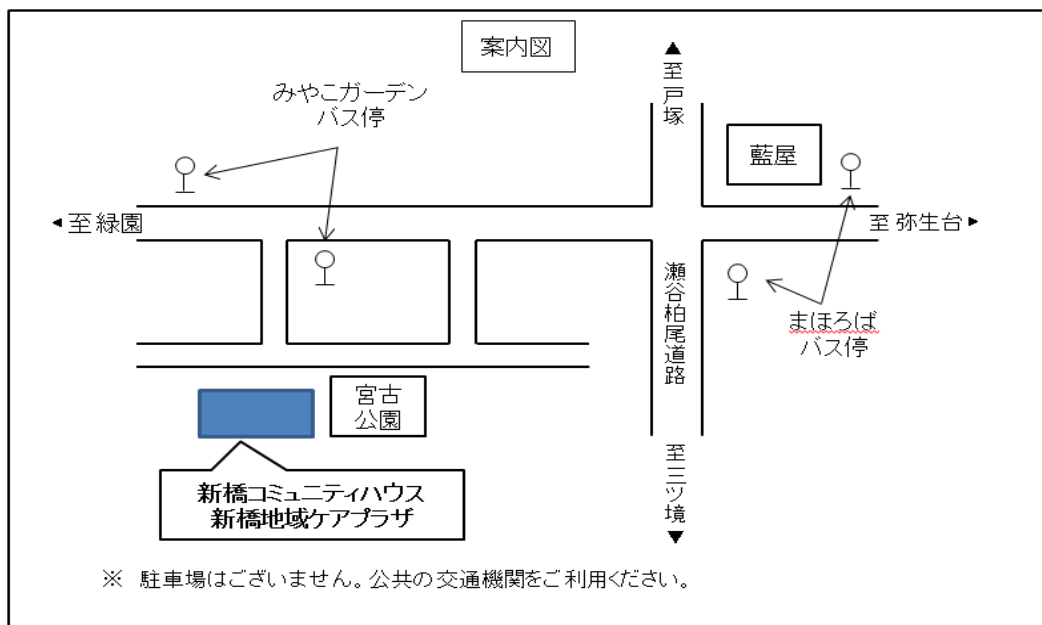 案内図
至戸塚
みやこガーデン
バス停
藍屋
至 緑園
至 弥生台
瀬谷柏尾道路
まほろば
バス停
宮古
公園
至三ツ境
新橋コミュニティハウス
新橋地域ケアプラザ
※ 駐車場はございません。公共の交通機関をご利用ください。